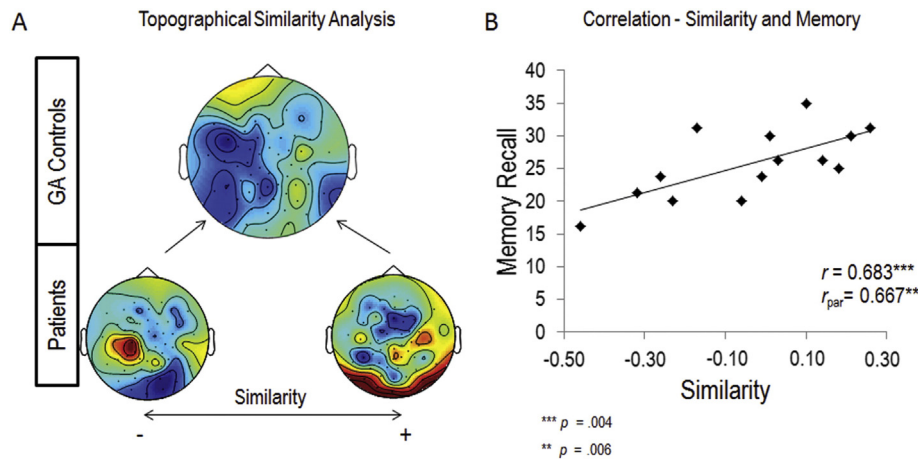 A
Topographical Similarity Analysis
GA Controls
Patients
Similarity
-
+
B
Correlation - Similarity and Memory
Memory Recall
40
35
30
25
20
15
10
5
0
r = 0.683***
r par = 0.667**
-0.50 -0.30 -0.10 0.10 0.30
Similarity
*** p = .004
** p = .006